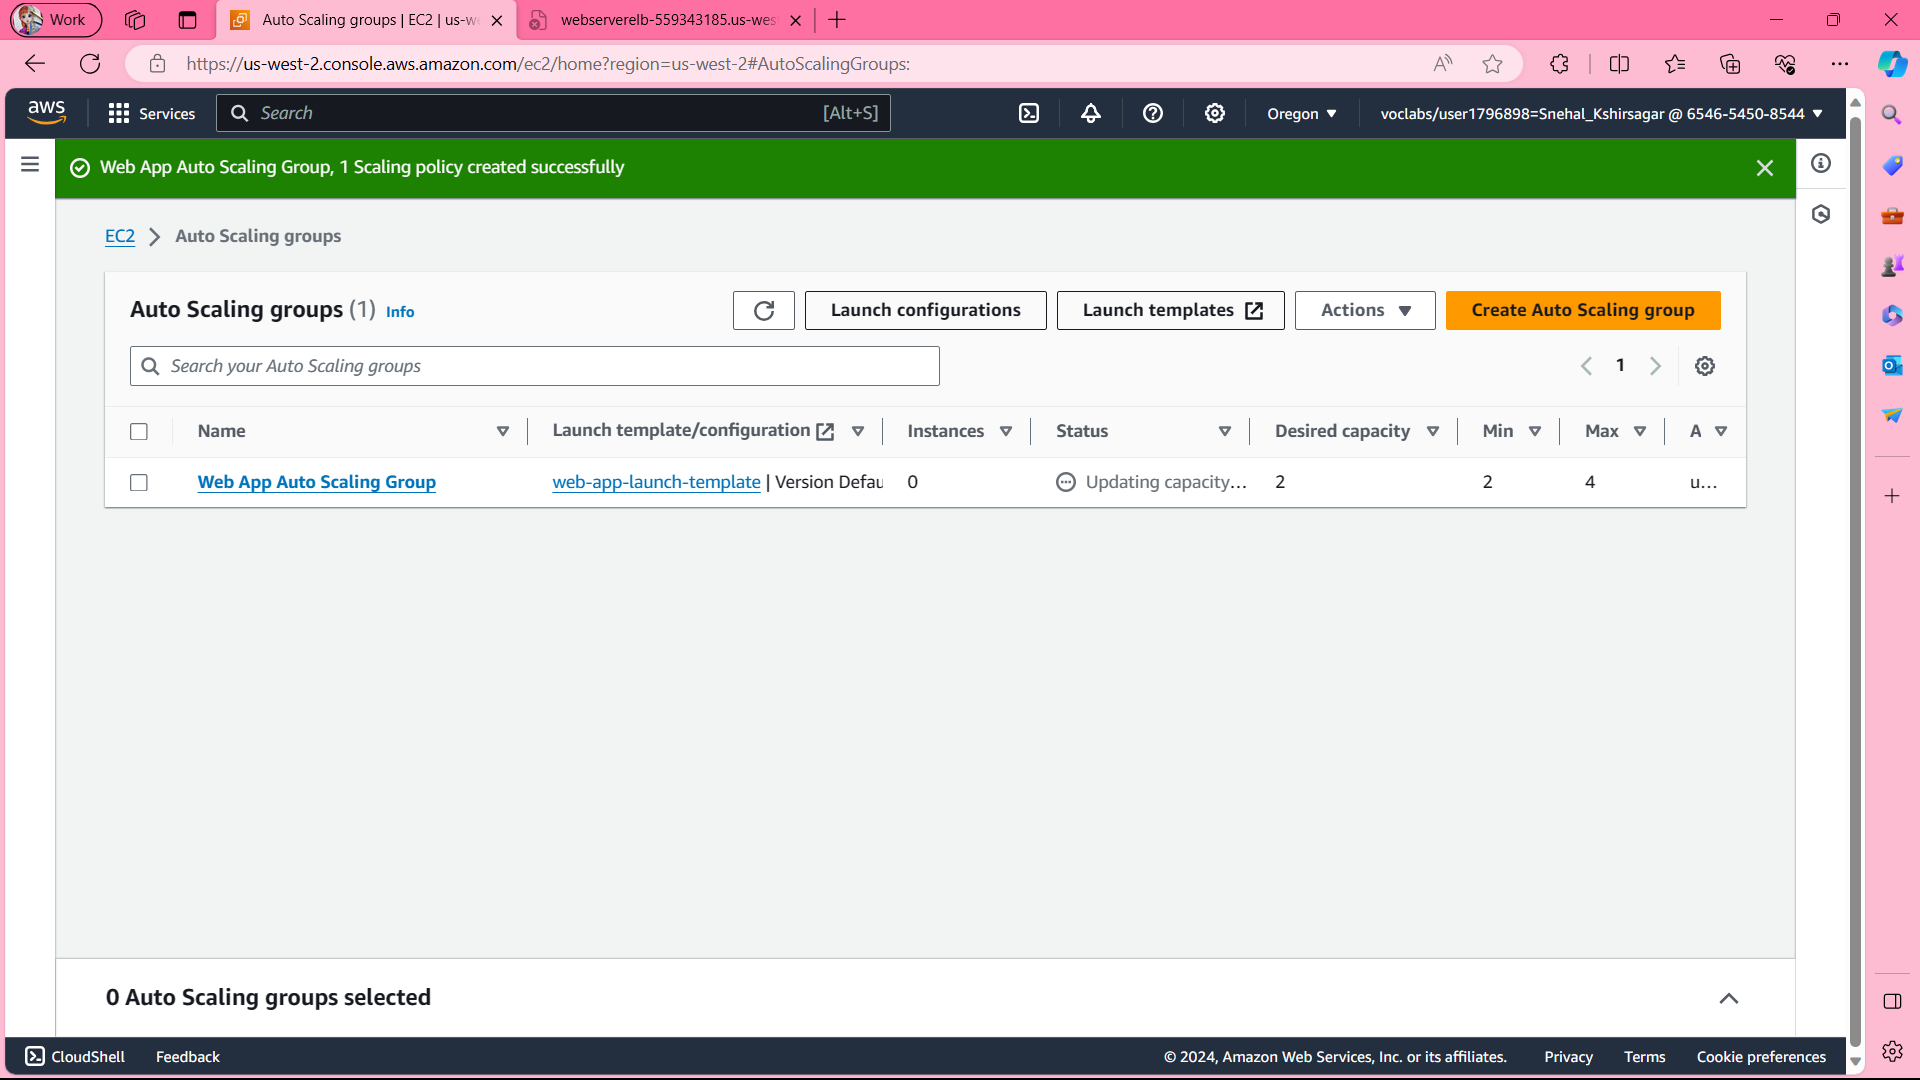 Work
Auto Scaling groups | EC2 | us-we
webserverelb-559343185.us-wes
https://us-west-2.console.aws.amazon.com/ec2/home?region=us-west-2#AutoScalingGroups:
aws
Services
Search
[Alt+S]
Oregon
voclabs/user1796898=Snehal_Kshirsagar @ 6546-5450-8544
Web App Auto Scaling Group, 1 Scaling policy created successfully
EC2
Auto Scaling groups
Auto Scaling groups (1) Info
Launch configurations
Launch templates
Actions
Create Auto Scaling group
Search your Auto Scaling groups
1
Name
Launch template/configuration
Instances
Status
Desired capacity
Min
Max
A
Web App Auto Scaling Group
web-app-launch-template | Version Defau
0
Updating capacity...
2
2
4
u...
0 Auto Scaling groups selected
CloudShell
Feedback
© 2024, Amazon Web Services, Inc. or its affiliates.
Privacy
Terms
Cookie preferences